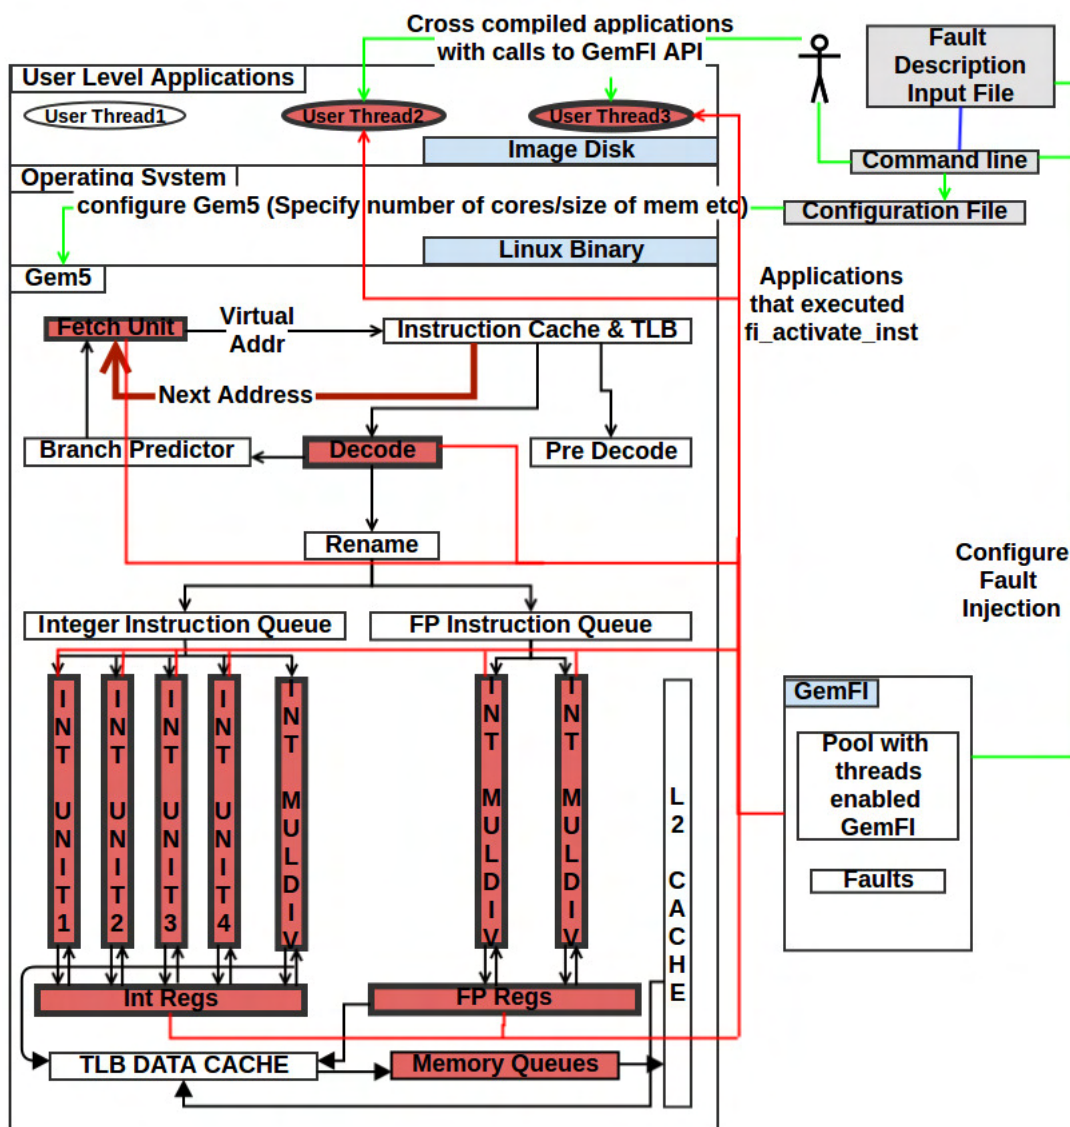 Cross compiled applications
with calls to GemFI API
Fault
Description
Input File
User Level Applications
User Thread1
User Thread2
User Thread3
Image Disk
Command line
Operating System
configure Gem5 (Specify number of cores/size of mem etc)
Configuration File
Linux Binary
Gem5
Applications
that executed
fi_activate_inst
Fetch Unit
Virtual
Addr
Instruction Cache & TLB
Next Address
Branch Predictor
Decode
Pre Decode
Rename
Configure
Fault
Injection
Integer Instruction Queue
FP Instruction Queue
INT UNIT1
INT UNIT2
INT UNIT3
INT UNIT4
INT MULDIV
INT MULDIV
INT MULDIV
L2 CACHE
GemFI
Pool with
threads
enabled
GemFI
Faults
Int Regs
FP Regs
TLB DATA CACHE
Memory Queues